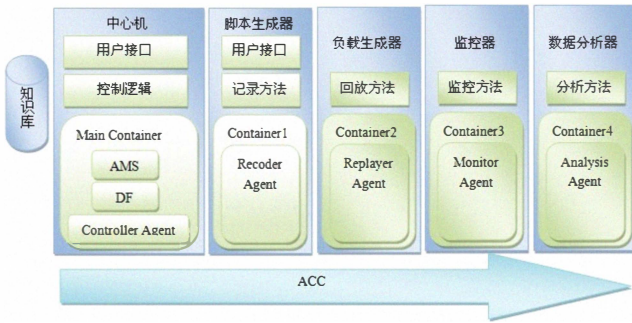 知识库
中心机
用户接口
控制逻辑
Main Container
AMS
DF
Controller Agent
脚本生成器
用户接口
记录方法
Container1
Recoder
Agent
负载生成器
回放方法
Container2
Replayer
Agent
监控器
监控方法
Container3
Monitor
Agent
数据分析器
分析方法
Container4
Analysis
Agent
ACC